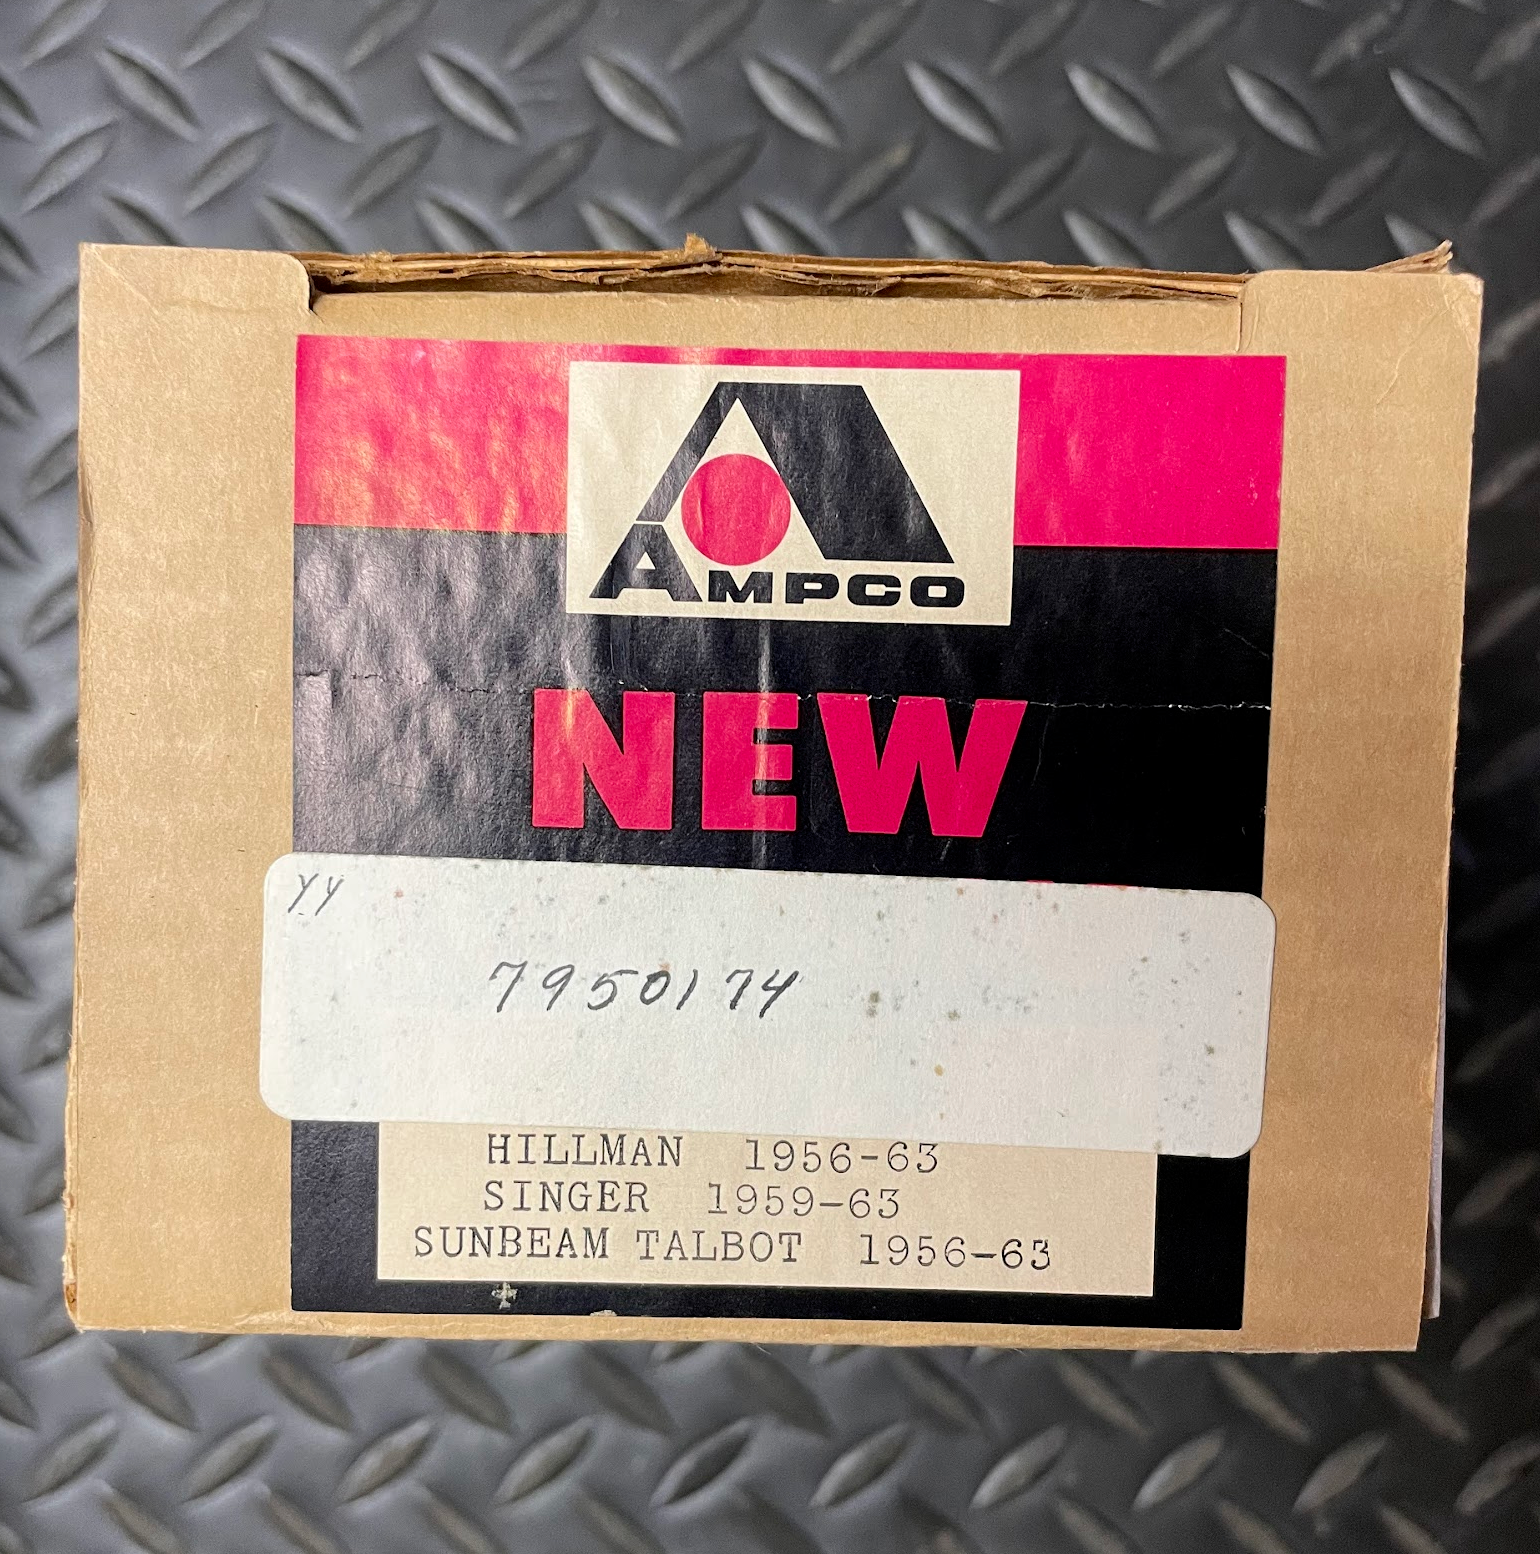 AMPCO
NEW
YY
7950174
HILLMAN 1956-63
SINGER 1959-63
SUNBEAM TALBOT 1956-63